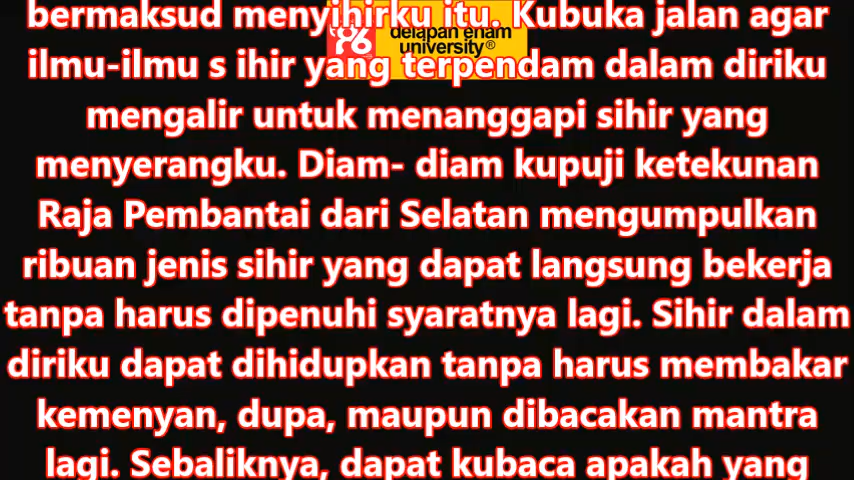 bermaksud menyihirku itu. Kubuka jalan agar
86
delapan enam
university®
ilmu-ilmu s ihir yang terpendam dalam diriku
mengalir untuk menanggapi sihir yang
menyerangku. Diam- diam kupuji ketekunan
Raja Pembantai dari Selatan mengumpulkan
ribuan jenis sihir yang dapat langsung bekerja
tanpa harus dipenuhi syaratnya lagi. Sihir dalam
diriku dapat dihidupkan tanpa harus membakar
kemenyan, dupa, maupun dibacakan mantra
lagi. Sebaliknya, dapat kubaca apakah yang